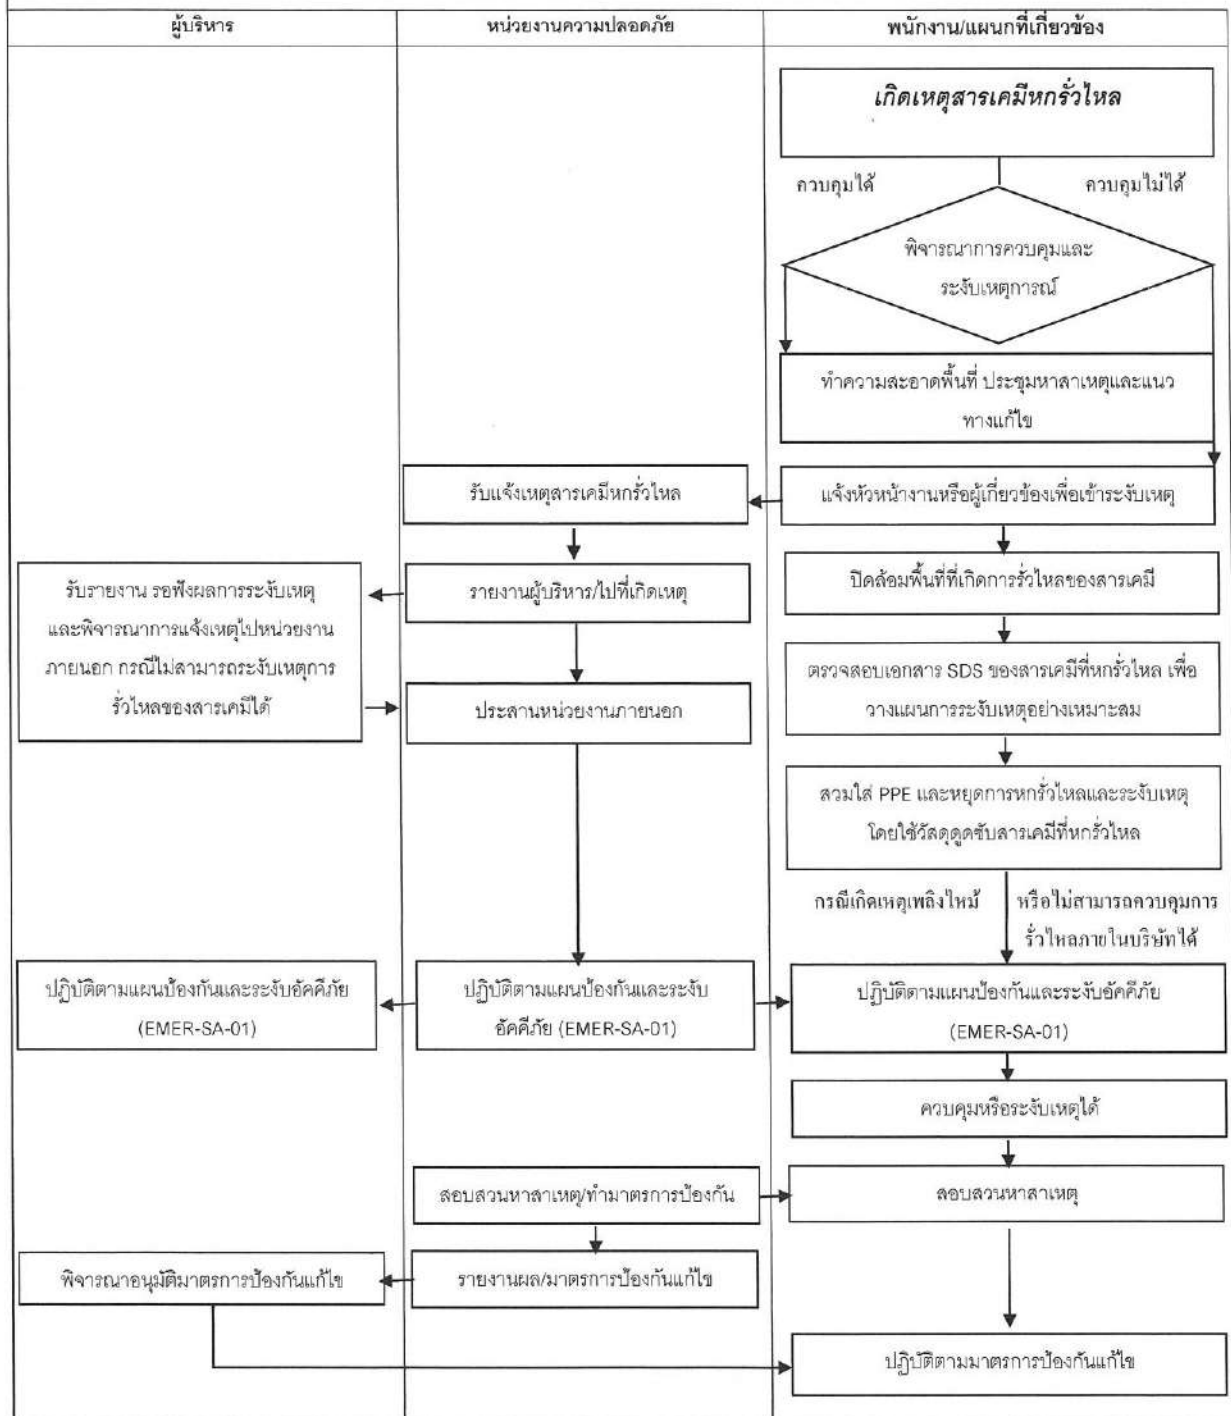 ผู้บริหาร
หน่วยงานความปลอดภัย
พนักงาน/แผนกที่เกี่ยวข้อง
เกิดเหตุสารเคมีหกรั่วไหล
ควบคุมได้
ควบคุมไม่ได้
พิจารณาการควบคุมและ
ระงับเหตุการณ์
ทำความสะอาดพื้นที่ ประชุมหาสาเหตุและแนว
ทางแก้ไข
รับแจ้งเหตุสารเคมีหกรั่วไหล
แจ้งหัวหน้างานหรือผู้เกี่ยวข้องเพื่อเข้าระงับเหตุ
รับรายงาน รอฟังผลการระงับเหตุ
และพิจารณาการแจ้งเหตุไปหน่วยงาน
ภายนอก กรณีไม่สามารถระงับเหตุการ
รั่วไหลของสารเคมีได้
รายงานผู้บริหาร/ไปที่เกิดเหตุ
ปิดล้อมพื้นที่ที่เกิดการรั่วไหลของสารเคมี
ตรวจสอบเอกสาร SDS ของสารเคมีที่หกรั่วไหล เพื่อ
วางแผนการระงับเหตุอย่างเหมาะสม
ประสานหน่วยงานภายนอก
สวมใส่ PPE และหยุดการหกรั่วไหลและระงับเหตุ
โดยใช้วัสดุดูดซับสารเคมีที่หกรั่วไหล
กรณีเกิดเหตุเพลิงไหม้
หรือไม่สามารถควบคุมการ
รั่วไหลภายในบริษัทได้
ปฏิบัติตามแผนป้องกันและระงับอัคคีภัย
(EMER-SA-01)
ปฏิบัติตามแผนป้องกันและระงับ
อัคคีภัย (EMER-SA-01)
ปฏิบัติตามแผนป้องกันและระงับอัคคีภัย
(EMER-SA-01)
ควบคุมหรือระงับเหตุได้
สอบสวนหาสาเหตุ/ทำมาตรการป้องกัน
สอบสวนหาสาเหตุ
พิจารณาอนุมัติมาตรการป้องกันแก้ไข
รายงานผล/มาตรการป้องกันแก้ไข
ปฏิบัติตามมาตรการป้องกันแก้ไข